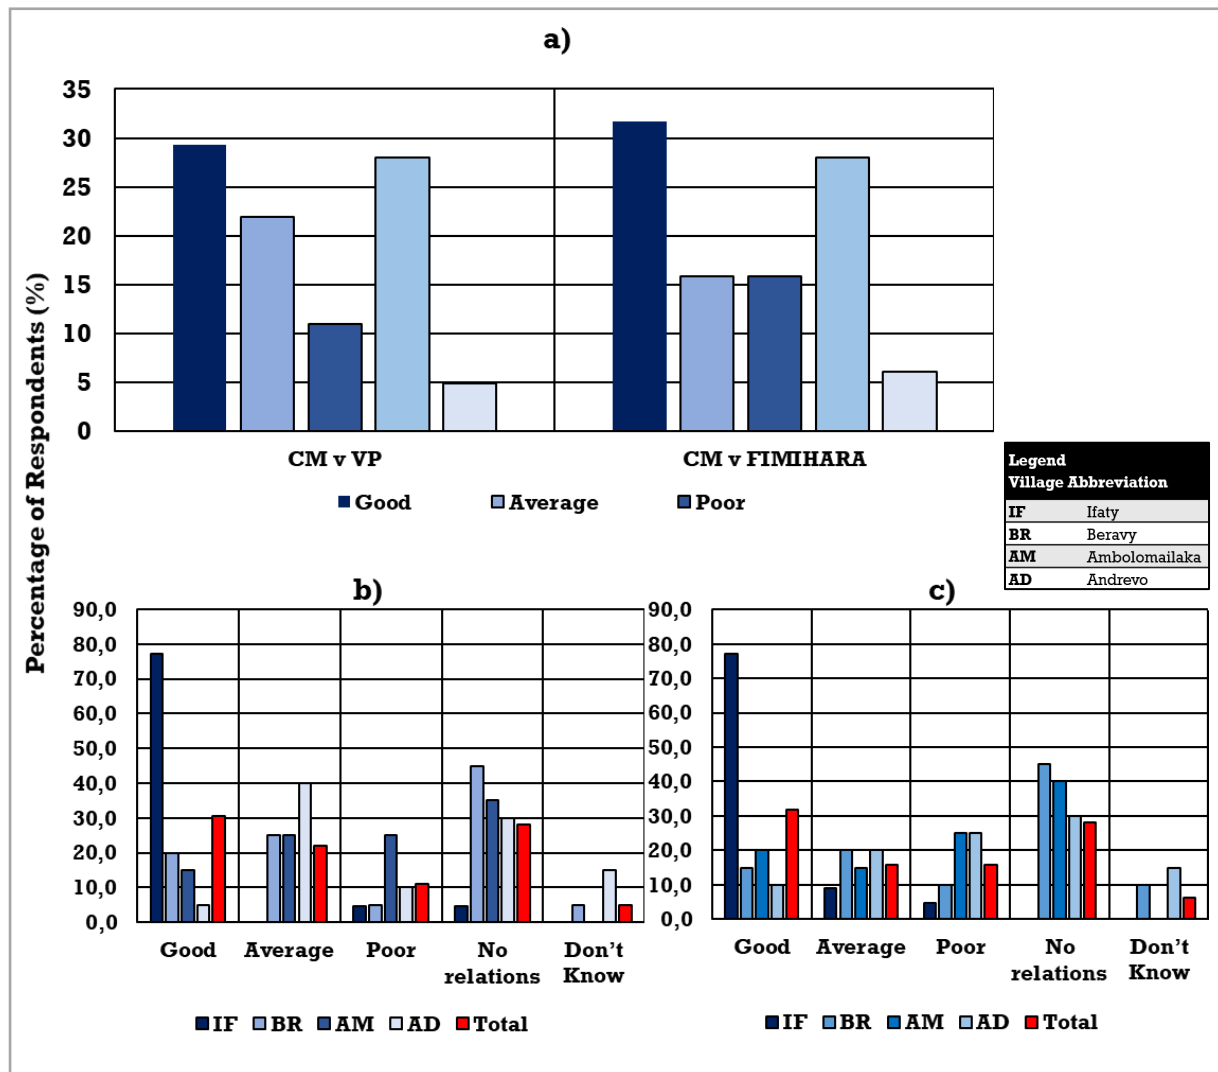 a)
Percentage of Respondents (%)
35
30
25
20
15
10
5
0
CM v VP CM v FIMIHARA
Good Average Poor
Legend
Village Abbreviation
IF Ifaty
BR Beravy
AM Ambolomailaka
AD Andrevo
b)
90,0
80,0
70,0
60,0
50,0
40,0
30,0
20,0
10,0
0,0
Good Average Poor No relations Don't Know
IF BR AM AD Total
c)
90,0
80,0
70,0
60,0
50,0
40,0
30,0
20,0
10,0
0,0
Good Average Poor No relations Don't Know
IF BR AM AD Total